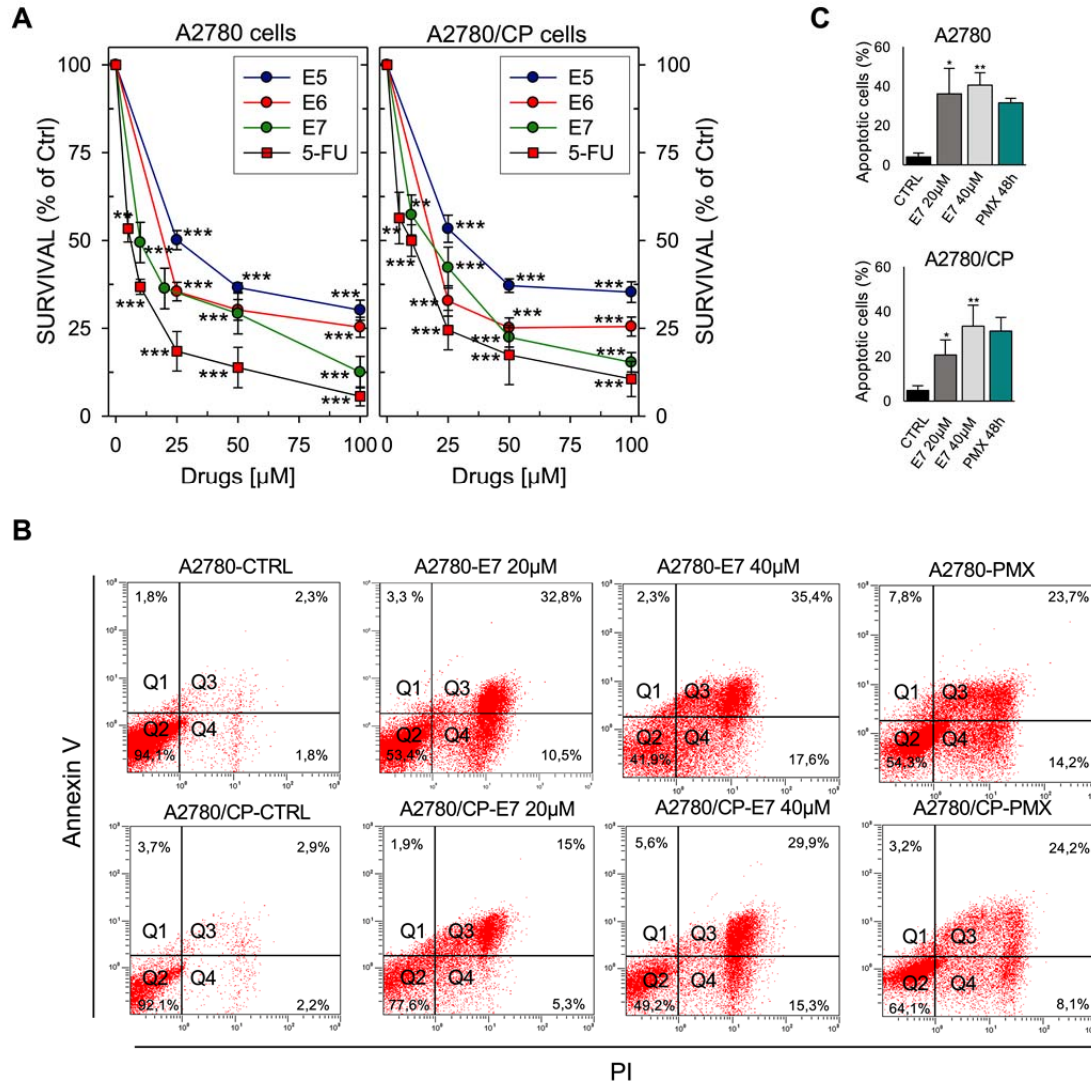 A
A2780 cells
A2780/CP cells
100
75
50
25
0
SURVIVAL (% of Ctrl)
E5
E6
E7
5-FU
E5
E6
E7
5-FU
** *** *** *** *** *** *** *** *** *** *** *** ***
** ** *** *** *** *** *** *** *** *** *** *** *** *** ***
100
75
50
25
0
SURVIVAL (% of Ctrl)
0 25 50 75 100
0 25 50 75 100
Drugs [µM]
Drugs [µM]
C
A2780
Apoptotic cells (%)
60
40
20
0
* **
CTRL
E7 20µM
E7 40µM
PMX 48h
A2780/CP
Apoptotic cells (%)
60
40
20
0
* **
CTRL
E7 20µM
E7 40µM
PMX 48h
B
Annexin V
A2780-CTRL
1,8% 2,3%
Q1 Q3
Q2 Q4
94,1% 1,8%
A2780-E7 20µM
3,3 % 32,8%
Q1 Q3
Q2 Q4
53,4% 10,5%
A2780-E7 40µM
2,3% 35,4%
Q1 Q3
Q2 Q4
41,9% 17,6%
A2780-PMX
7,8% 23,7%
Q1 Q3
Q2 Q4
54,3% 14,2%
A2780/CP-CTRL
3,7% 2,9%
Q1 Q3
Q2 Q4
92,1% 2,2%
A2780/CP-E7 20µM
1,9% 15%
Q1 Q3
Q2 Q4
77,6% 5,3%
A2780/CP-E7 40µM
5,6% 29,9%
Q1 Q3
Q2 Q4
49,2% 15,3%
A2780/CP-PMX
3,2% 24,2%
Q1 Q3
Q2 Q4
64,1% 8,1%
PI